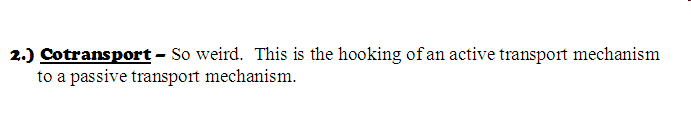 2.) Cotransport – So weird.  This is the hooking of an active transport mechanism
to a passive transport mechanism.